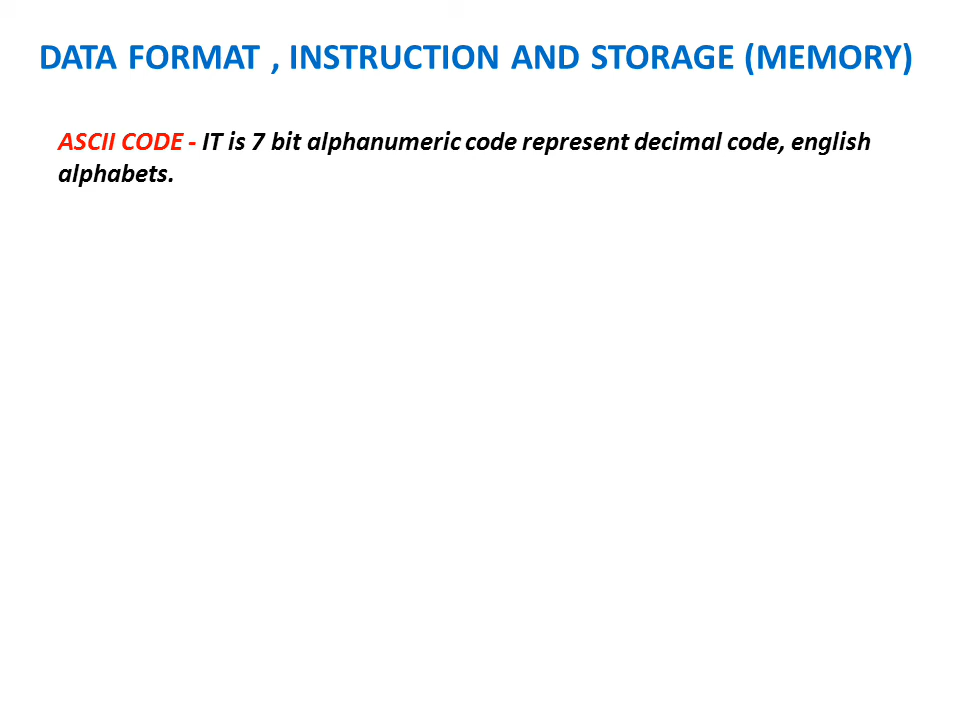 DATA FORMAT , INSTRUCTION AND STORAGE (MEMORY)
ASCII CODE - IT is 7 bit alphanumeric code represent decimal code, english
alphabets.